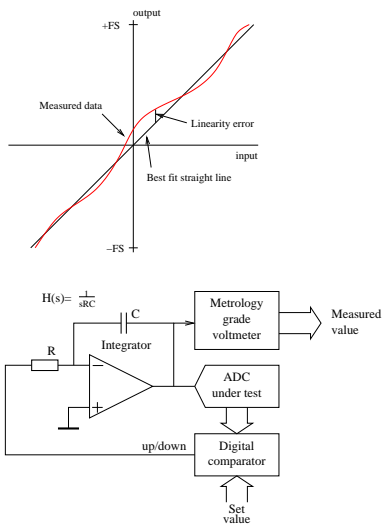 output
+FS
Measured data
Linearity error
input
Best fit straight line
−FS
H(s)= 1/sRC
C
Integrator
R
−
+
Metrology
grade
voltmeter
Measured
value
ADC
under test
up/down
Digital
comparator
Set
value